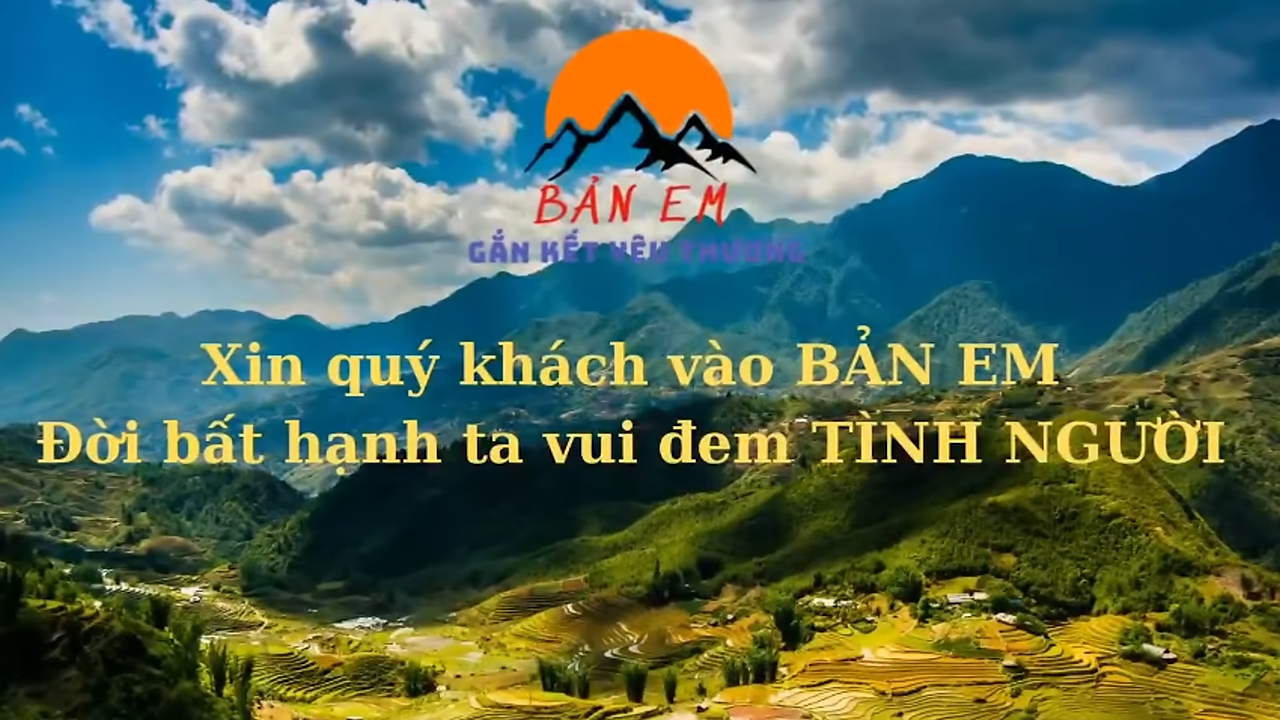 BẢN EM
GẮN KẾT YÊU THƯƠNG
Xin quý khách vào BẢN EM
Đời bất hạnh ta vui đem TÌNH NGƯỜI